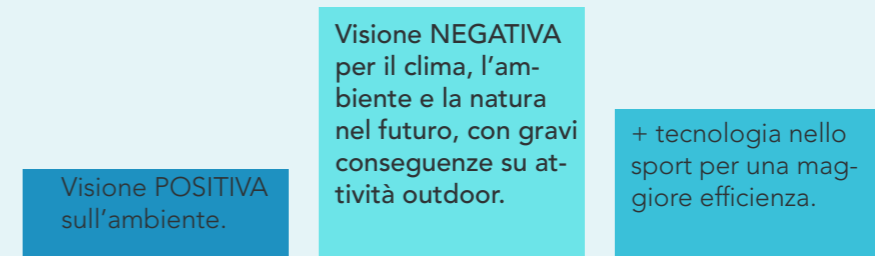 Visione POSITIVA
sull'ambiente.
Visione NEGATIVA
per il clima, l'am-
biente e la natura
nel futuro, con gravi
conseguenze su at-
tività outdoor.
+ tecnologia nello
sport per una mag-
giore efficienza.